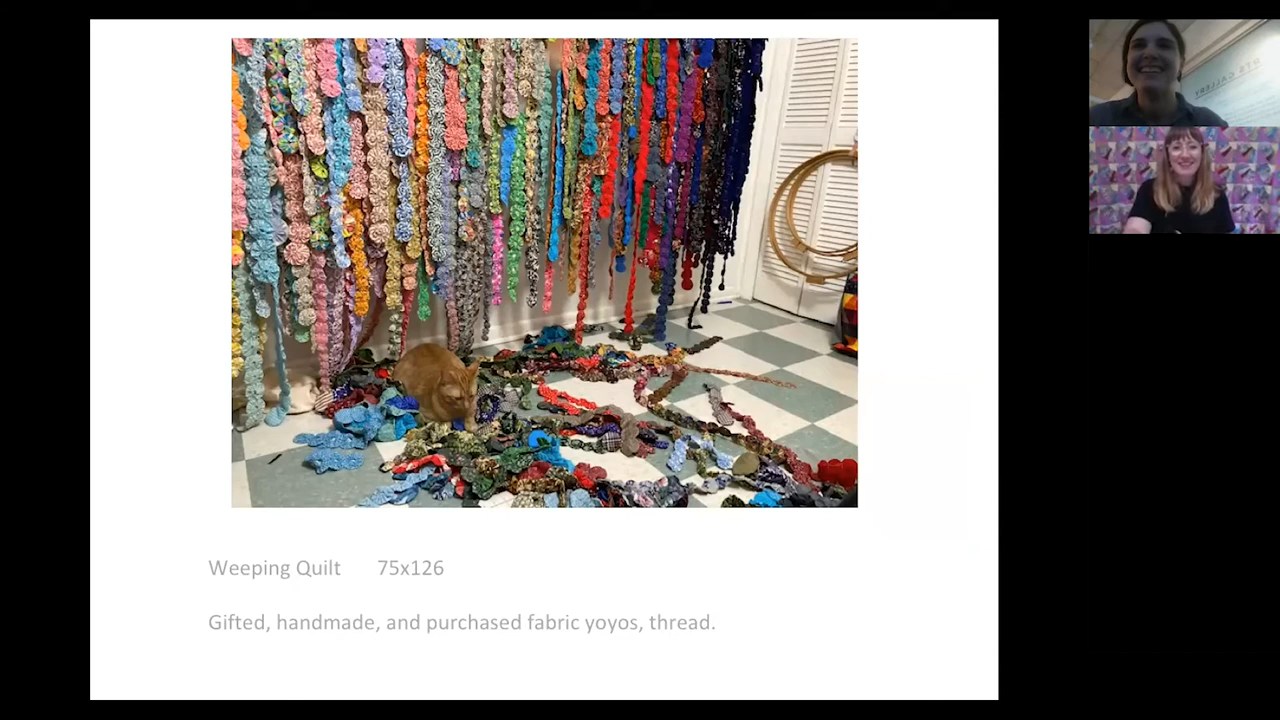 Weeping Quilt 75x126
Gifted, handmade, and purchased fabric yoyos, thread.